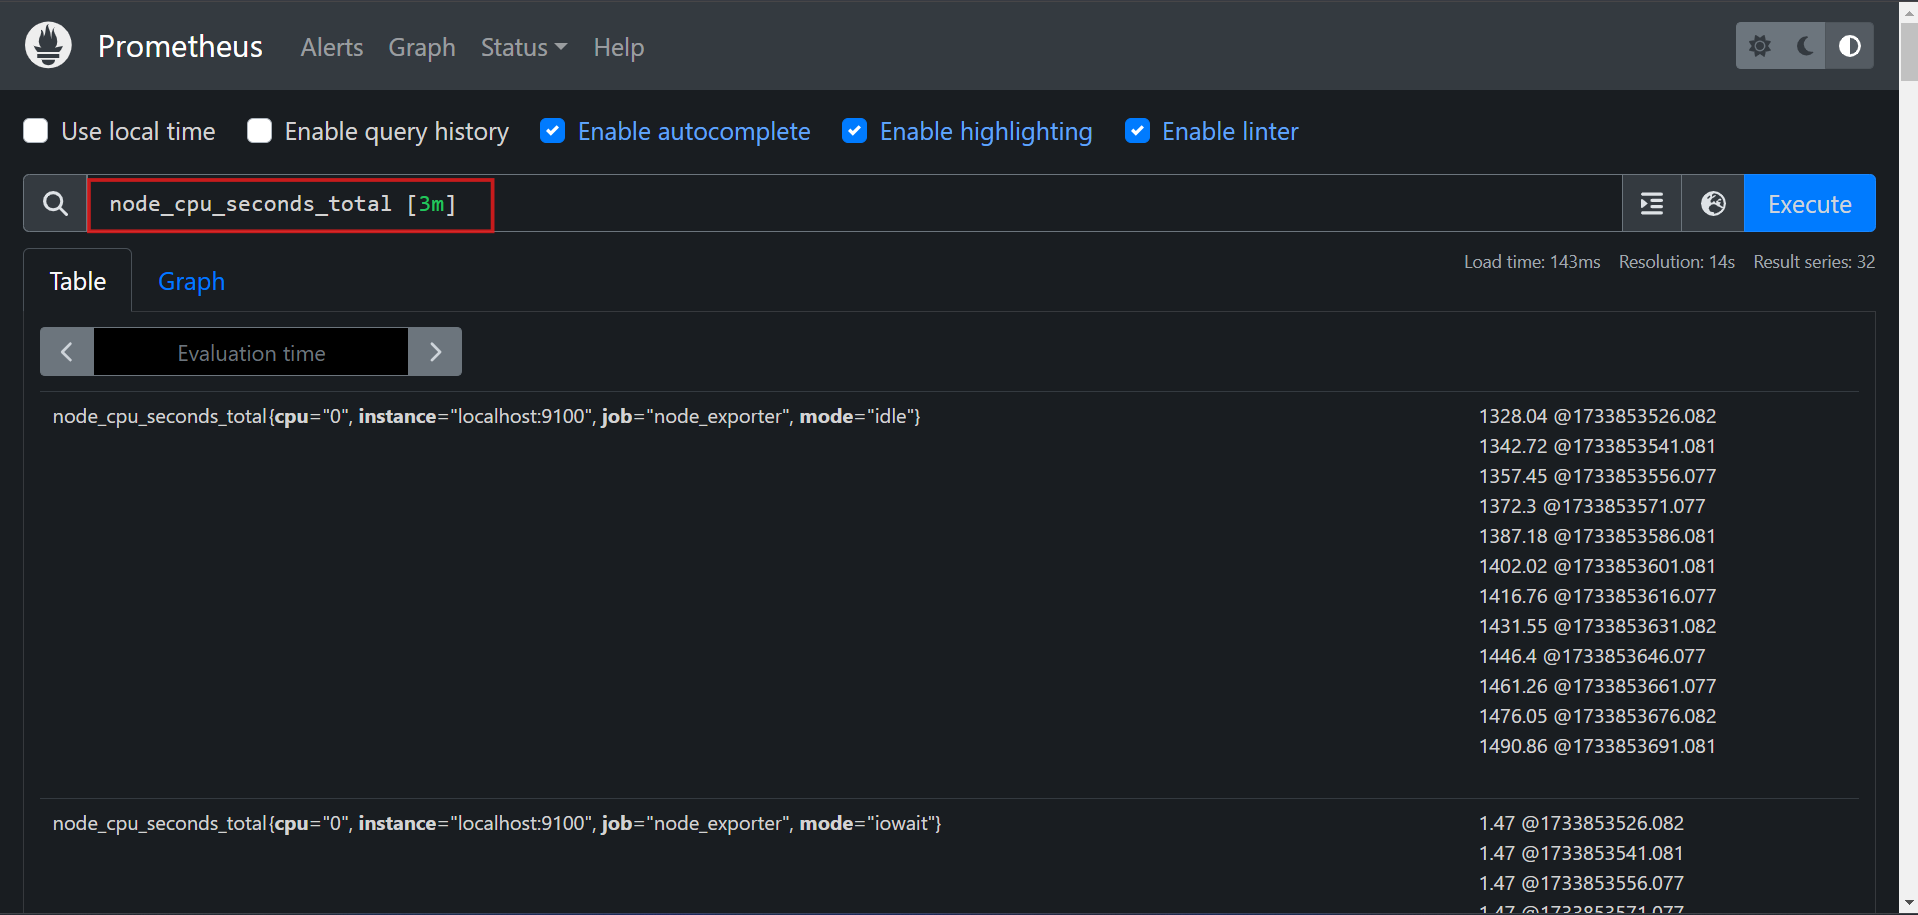 Prometheus Alerts Graph Status Help
Use local time Enable query history Enable autocomplete Enable highlighting Enable linter
node_cpu_seconds_total [3m] Execute
Table Graph Load time: 143ms Resolution: 14s Result series: 32
Evaluation time
node_cpu_seconds_total{cpu="0", instance="localhost:9100", job="node_exporter", mode="idle"} 1328.04 @1733853526.082
1342.72 @1733853541.081
1357.45 @1733853556.077
1372.3 @1733853571.077
1387.18 @1733853586.081
1402.02 @1733853601.081
1416.76 @1733853616.077
1431.55 @1733853631.082
1446.4 @1733853646.077
1461.26 @1733853661.077
1476.05 @1733853676.082
1490.86 @1733853691.081
node_cpu_seconds_total{cpu="0", instance="localhost:9100", job="node_exporter", mode="iowait"} 1.47 @1733853526.082
1.47 @1733853541.081
1.47 @1733853556.077
1.47 @1733853571.077